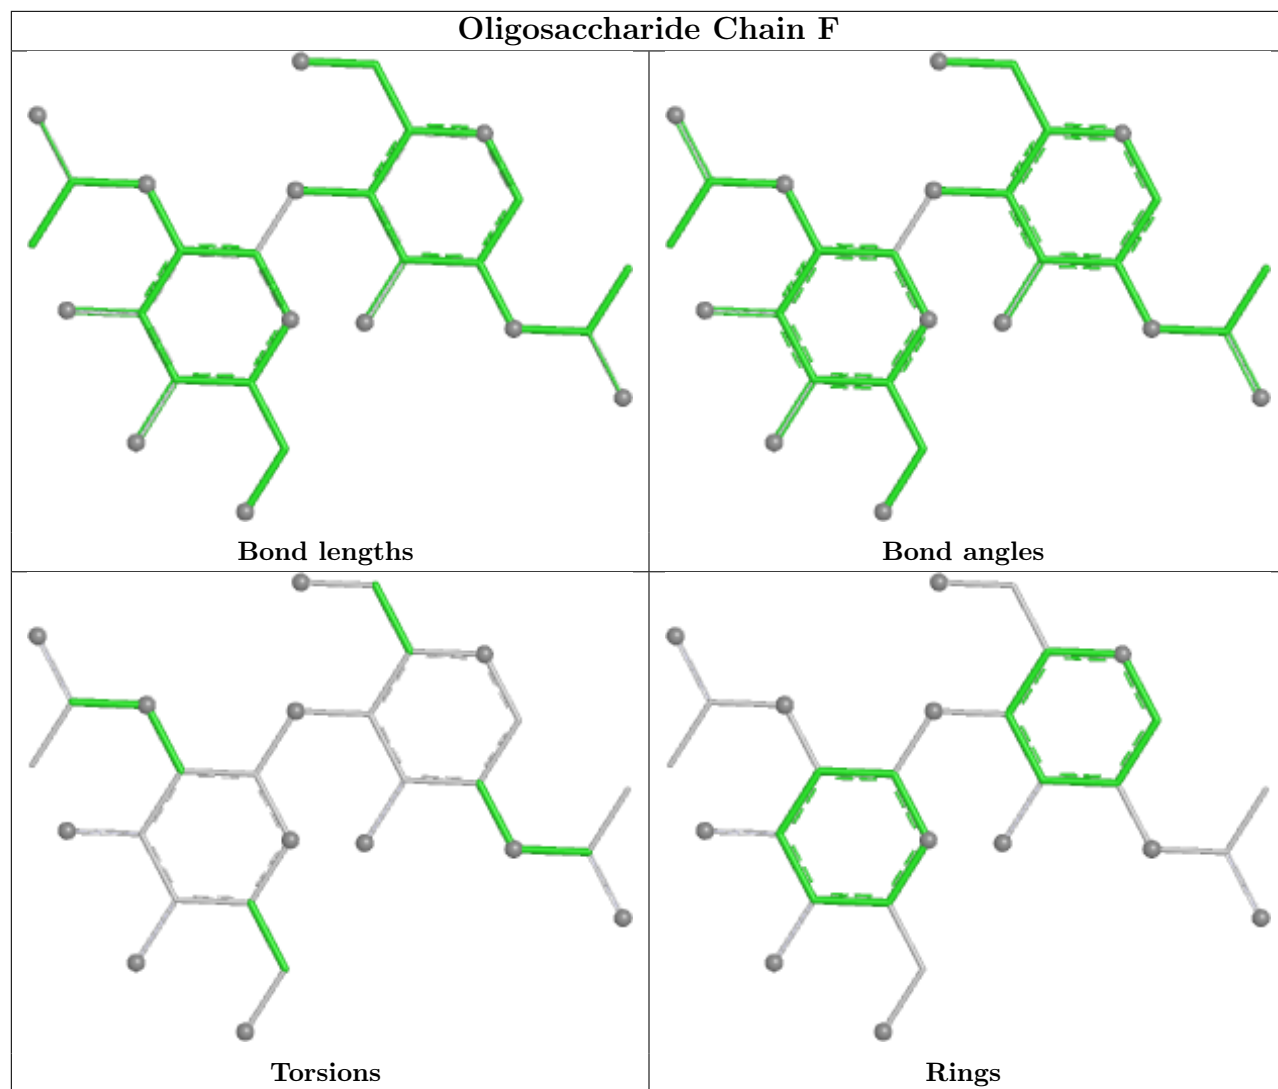 Oligosaccharide Chain F
Bond lengths
Bond angles
Torsions
Rings